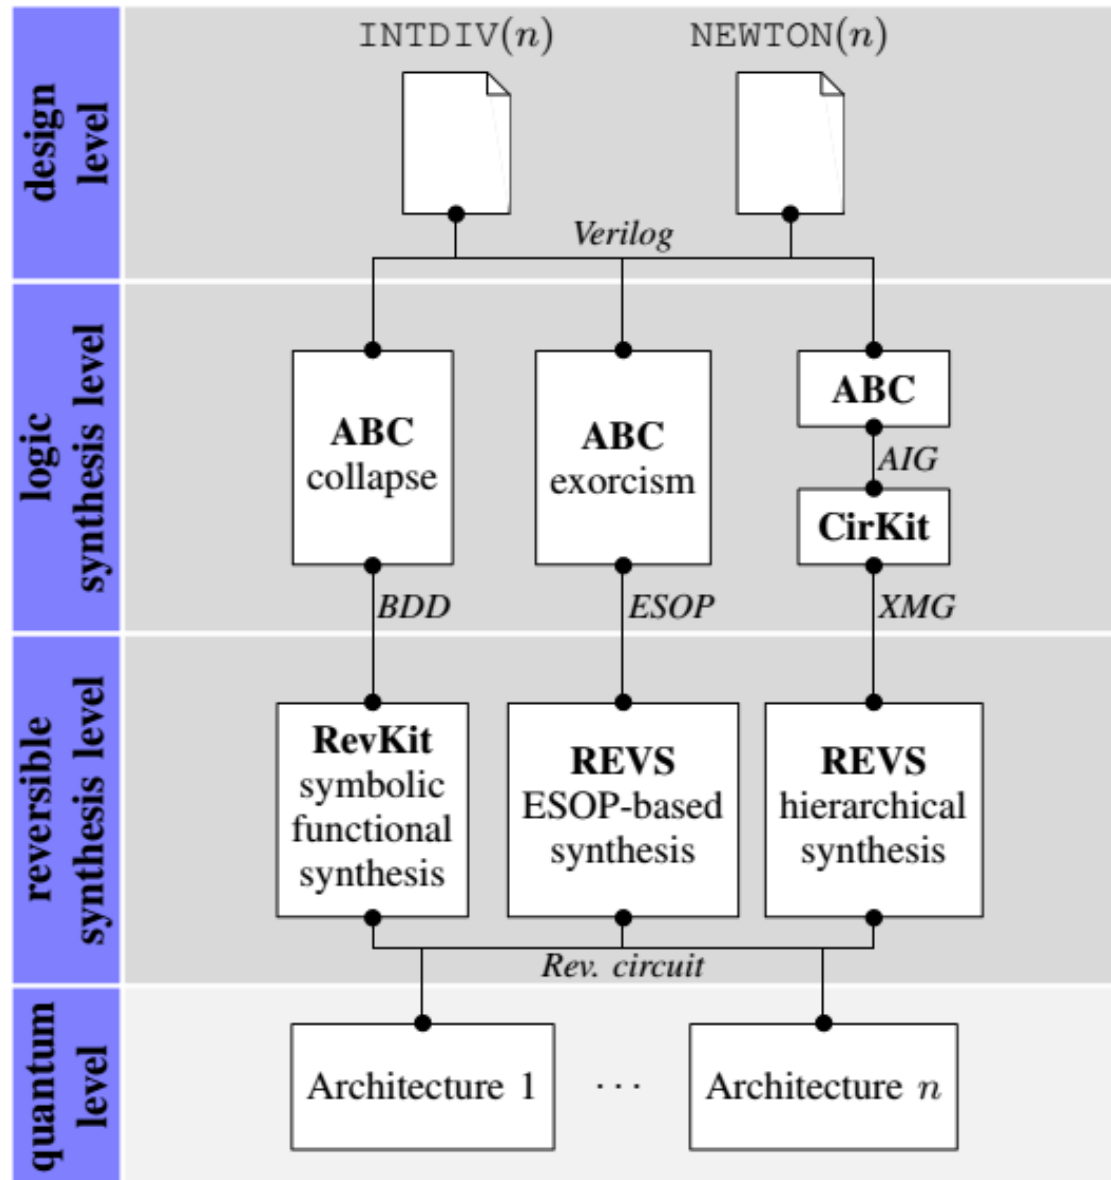 INTDIV(n)
NEWTON(n)
design
level
Verilog
logic
synthesis level
ABC
collapse
ABC
exorcism
ABC
AIG
CirKit
BDD
ESOP
XMG
reversible
synthesis level
RevKit
symbolic
functional
synthesis
REVS
ESOP-based
synthesis
REVS
hierarchical
synthesis
Rev. circuit
quantum
level
Architecture 1
...
Architecture n